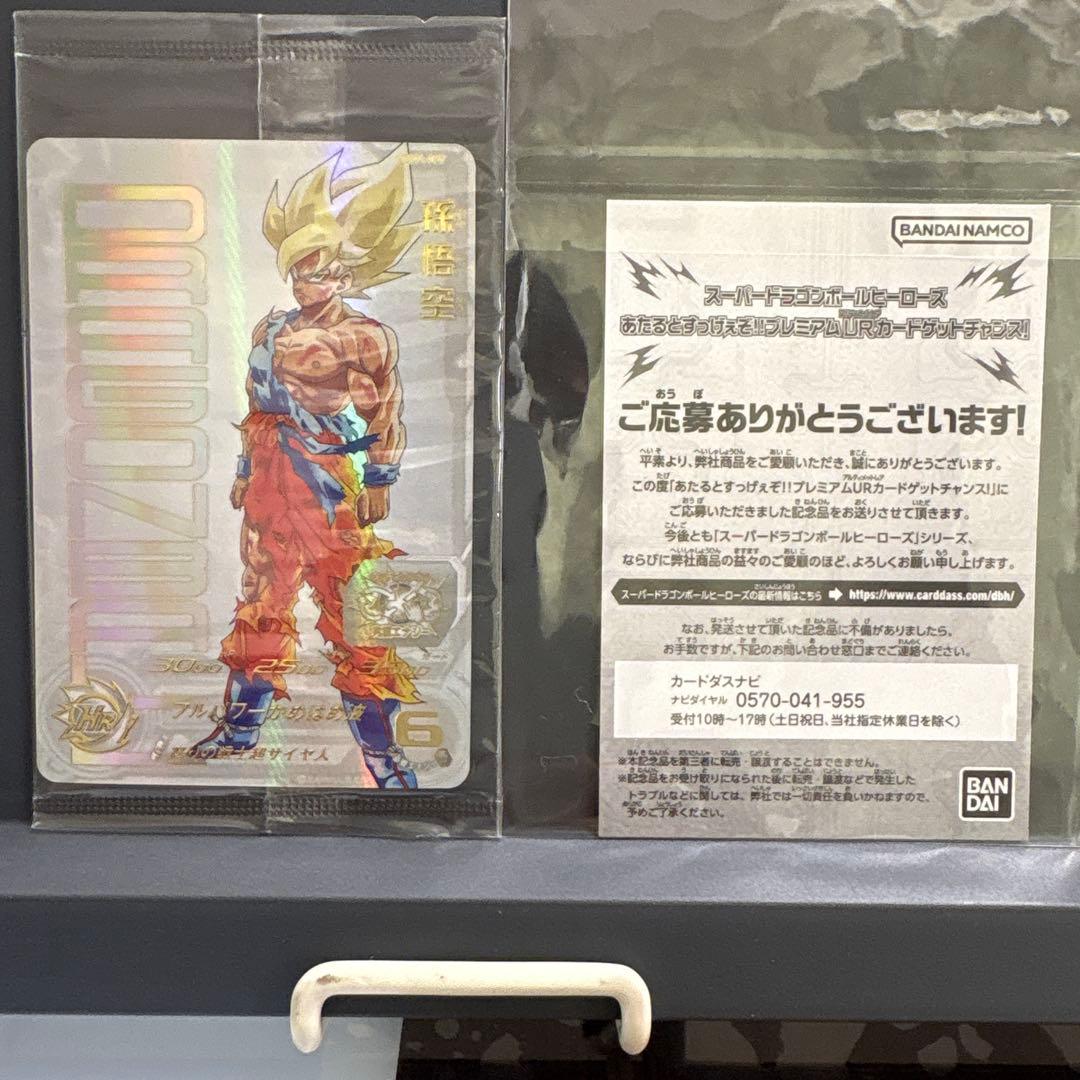 孫悟空
HR
フルパワーかめはめ波
怒りの戦士超サイヤ人
6
BANDAI NAMCO
スーパードラゴンボールヒーローズ
あたるとすっげぇぞ!!プレミアムURカードゲットチャンス!
ご応募ありがとうございます!
平素より、弊社商品をご愛顧いただき、誠にありがとうございます。
この度「あたるとすっげぇぞ!!プレミアムURカードゲットチャンス!」に
ご応募いただきました記念品をお送りさせて頂きます。
今後とも「スーパードラゴンボールヒーローズ」シリーズ、
ならびに弊社商品の益々のご愛顧のほど、よろしくお願い申し上げます。
スーパードラゴンボールヒーローズの最新情報はこちら ➡ https://www.carddass.com/dbh/
なお、発送させて頂いた記念品に不備がありましたら、
お手数ですが、下記のお問い合わせ窓口までご連絡ください。
カードダスナビ
ナビダイヤル 0570-041-955
受付10時～17時(土日祝日、当社指定休業日を除く)
※本記念品を第三者に転売・譲渡することはできません。
※記念品をお受け取りになられた後に転売・譲渡などで発生した
トラブルなどに関しては、弊社では一切責任を負いかねますので、
予めご了承ください。
BAN
DAI